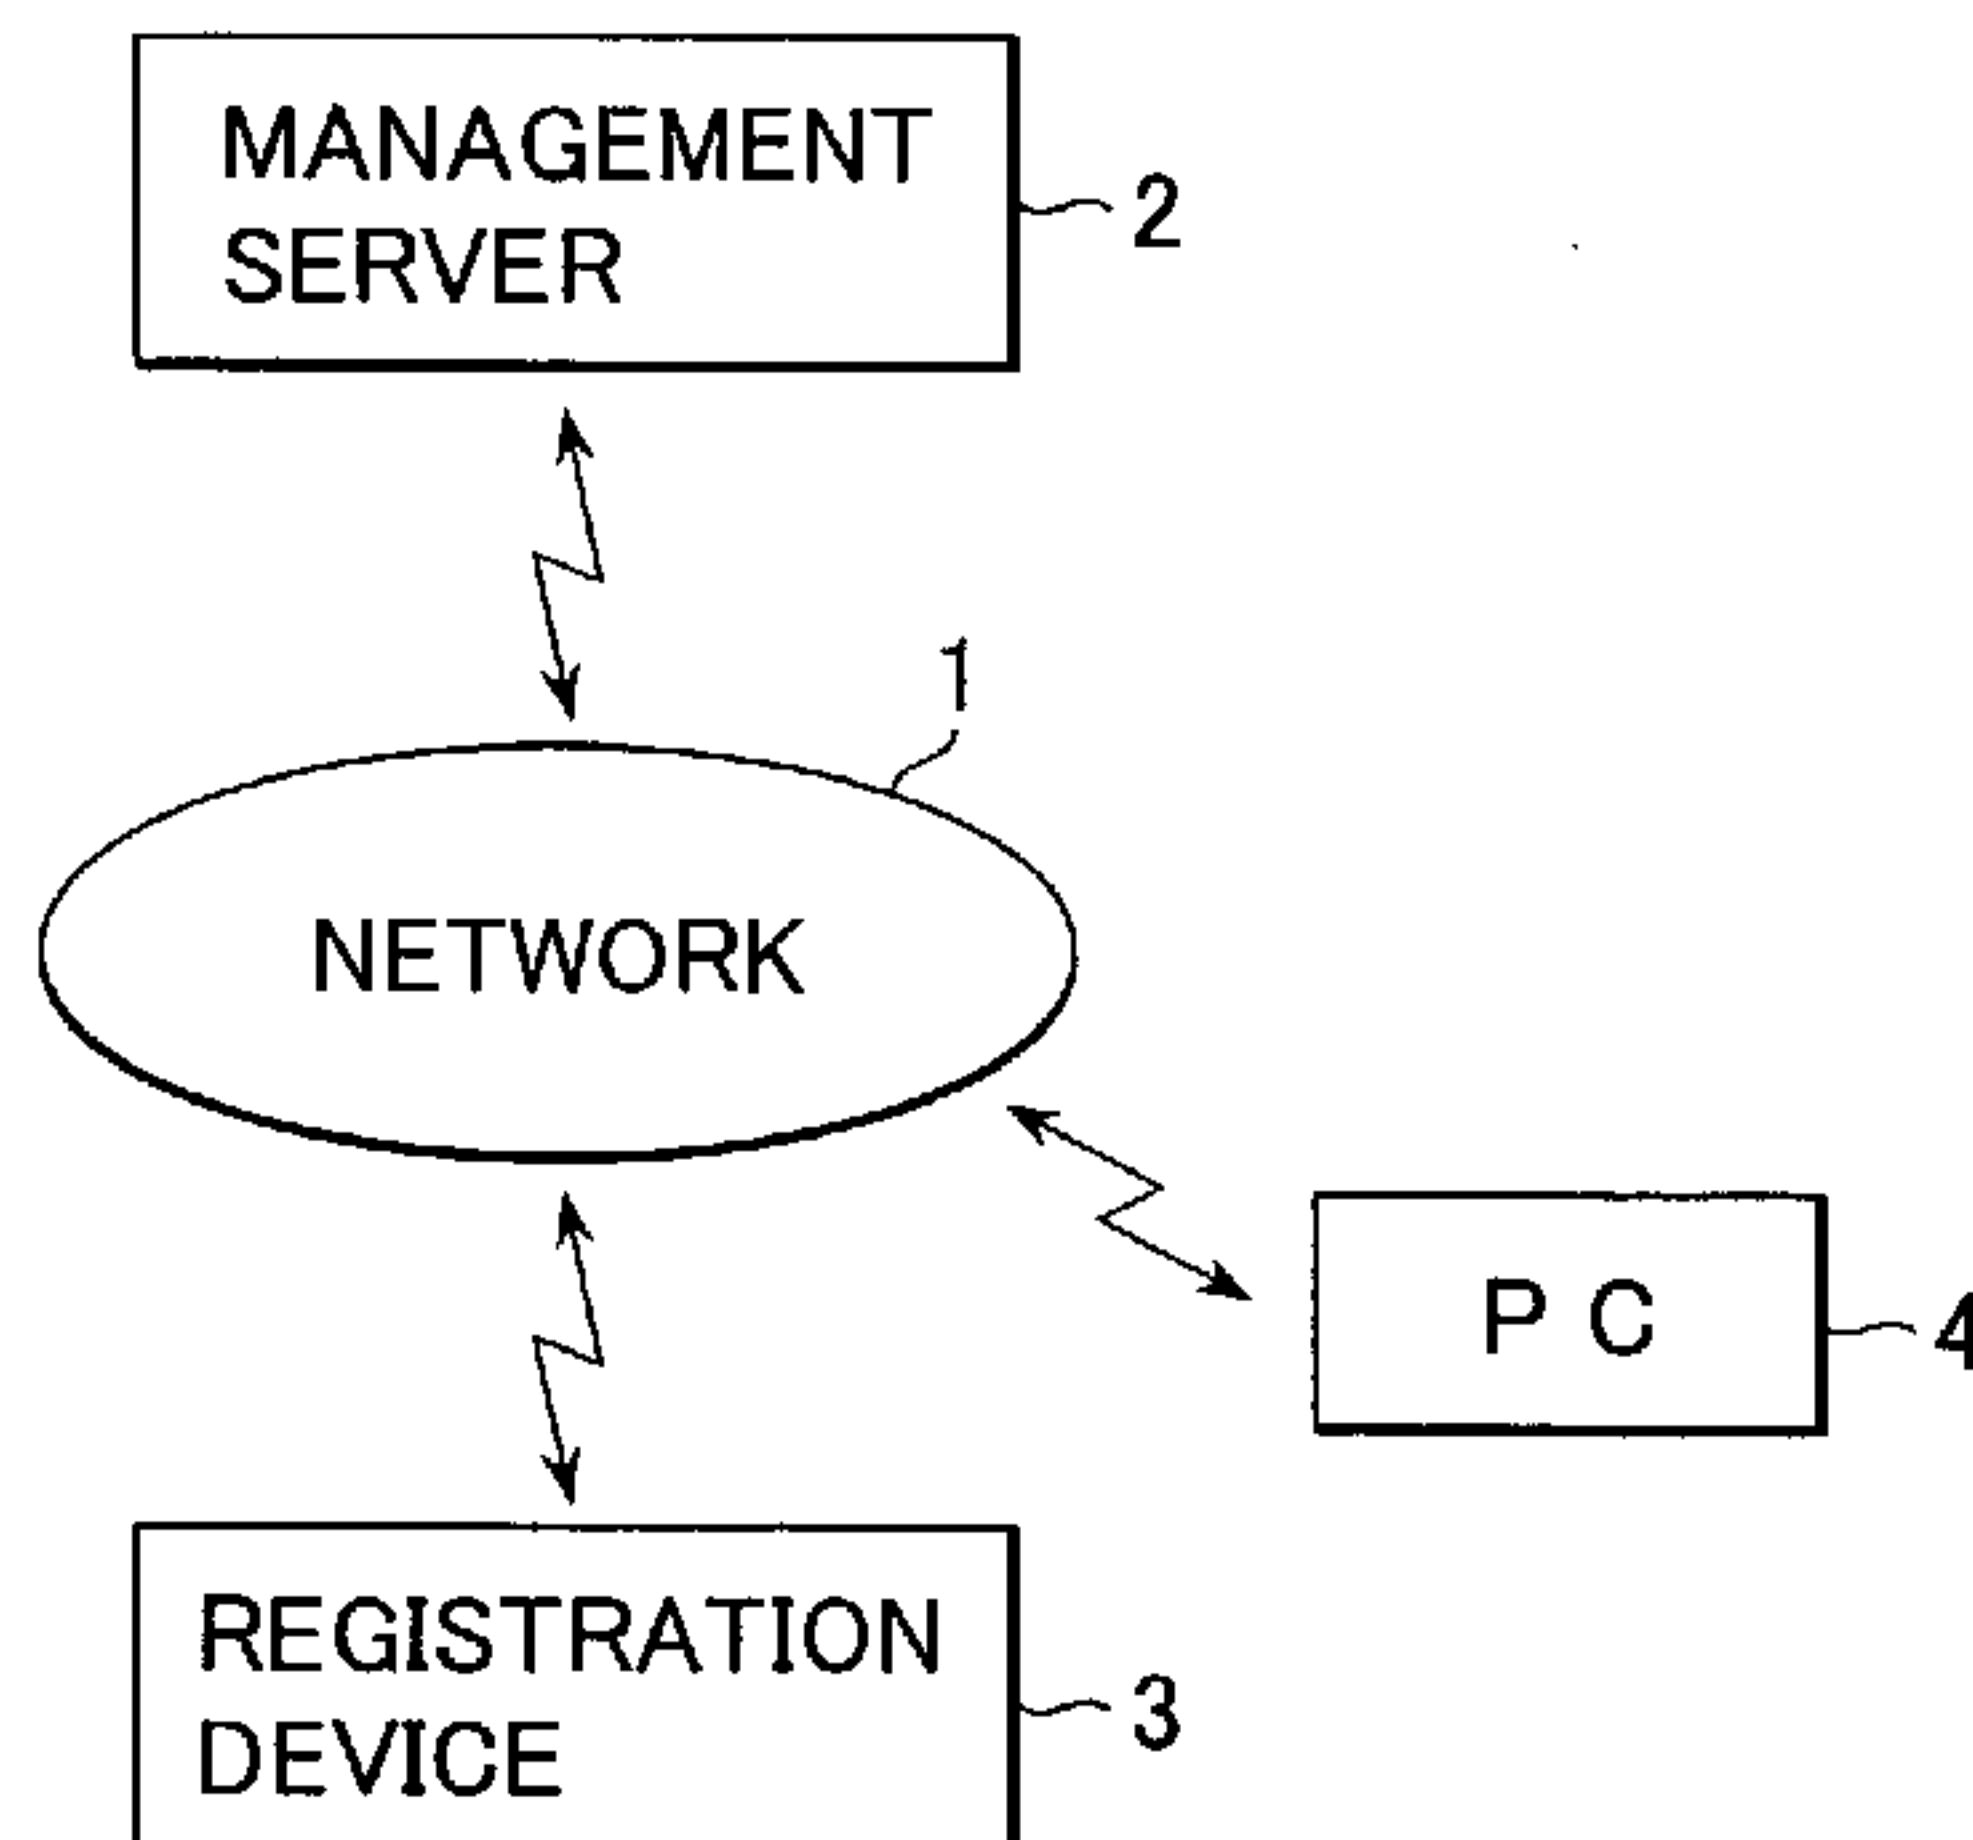 MANAGEMENT
SERVER
2
1
NETWORK
P C
4
REGISTRATION
DEVICE
3